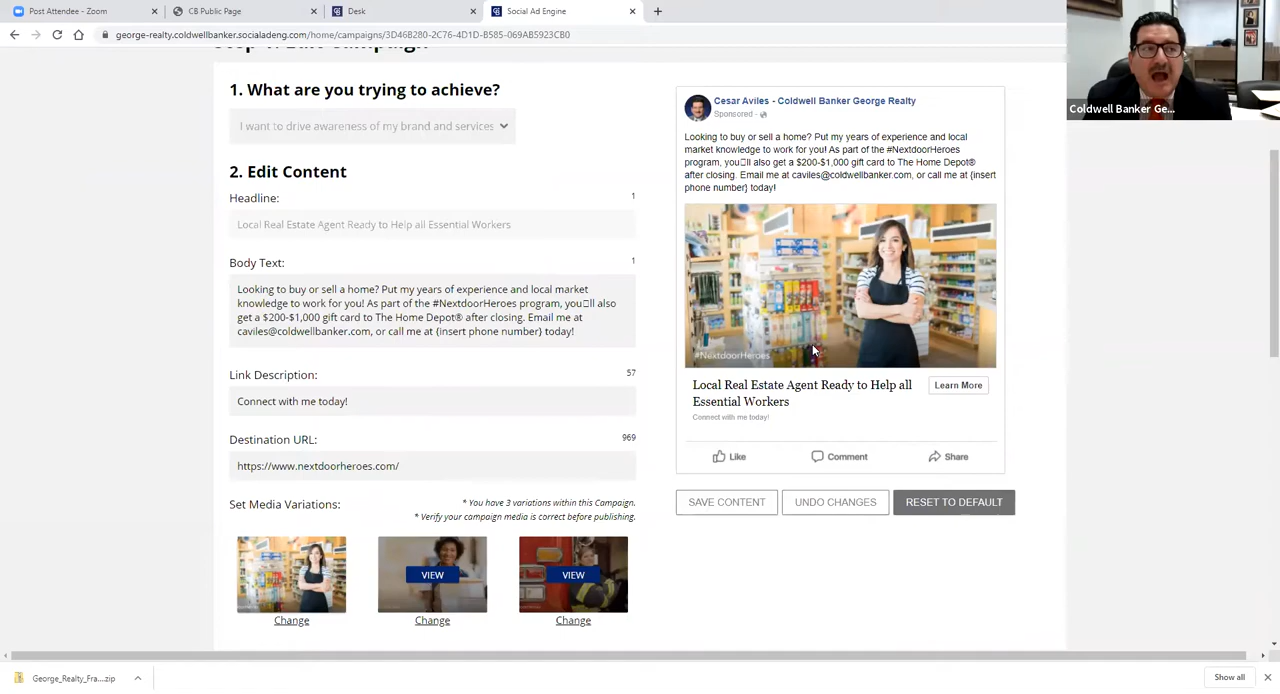 Post Attendee - Zoom
CB Public Page
Desk
Social Ad Engine
george-realty.coldwellbanker.socialadeng.com/home/campaigns/3D46B280-2C76-4D1D-B585-069AB5923CB0
Coldwell Banker Ge...
1. What are you trying to achieve?
I want to drive awareness of my brand and services
2. Edit Content
Headline:
1
Local Real Estate Agent Ready to Help all Essential Workers
Body Text:
1
Looking to buy or sell a home? Put my years of experience and local market
knowledge to work for you! As part of the #NextdoorHeroes program, you▯ll also
get a $200-$1,000 gift card to The Home Depot® after closing. Email me at
caviles@coldwellbanker.com, or call me at {insert phone number} today!
Link Description:
57
Connect with me today!
Destination URL:
969
https://www.nextdoorheroes.com/
Set Media Variations:
* You have 3 variations within this Campaign.
* Verify your campaign media is correct before publishing.
VIEW
VIEW
Change
Change
Change
Cesar Aviles - Coldwell Banker George Realty
Sponsored -
Looking to buy or sell a home? Put my years of experience and local
market knowledge to work for you! As part of the #NextdoorHeroes
program, you▯ll also get a $200-$1,000 gift card to The Home Depot®
after closing. Email me at caviles@coldwellbanker.com, or call me at {insert
phone number} today!
#NextdoorHeroes
Local Real Estate Agent Ready to Help all
Essential Workers
Learn More
Connect with me today!
Like
Comment
Share
SAVE CONTENT
UNDO CHANGES
RESET TO DEFAULT
George_Realty_Fra....zip
Show all